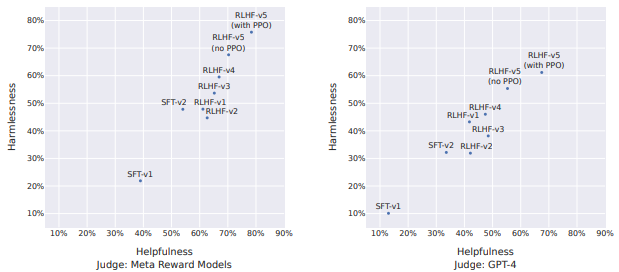 80%
70%
60%
50%
40%
30%
20%
10%
Harmlessness
RLHF-v5
(with PPO)
RLHF-v5
(no PPO)
RLHF-v4
RLHF-v3
SFT-v2
RLHF-v1
RLHF-v2
SFT-v1
10% 20% 30% 40% 50% 60% 70% 80% 90%
Helpfulness
Judge: Meta Reward Models
80%
70%
60%
50%
40%
30%
20%
10%
Harmlessness
RLHF-v5
(with PPO)
RLHF-v5
(no PPO)
RLHF-v4
RLHF-v1
RLHF-v3
SFT-v2
RLHF-v2
SFT-v1
10% 20% 30% 40% 50% 60% 70% 80% 90%
Helpfulness
Judge: GPT-4